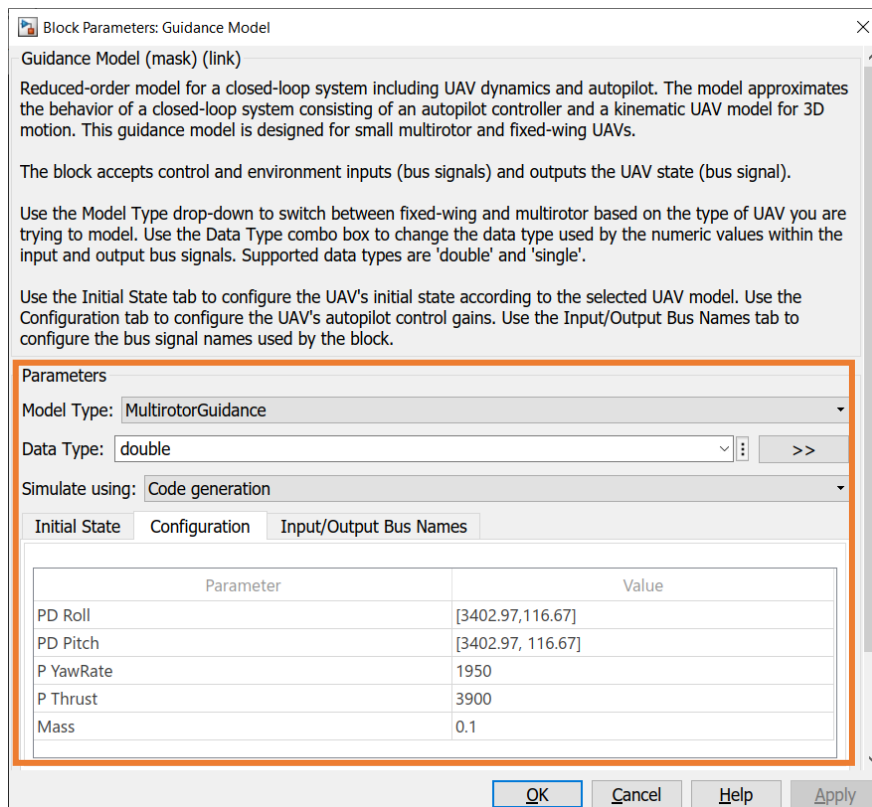 Block Parameters: Guidance Model
Guidance Model (mask) (link)
Reduced-order model for a closed-loop system including UAV dynamics and autopilot. The model approximates
the behavior of a closed-loop system consisting of an autopilot controller and a kinematic UAV model for 3D
motion. This guidance model is designed for small multirotor and fixed-wing UAVs.
The block accepts control and environment inputs (bus signals) and outputs the UAV state (bus signal).
Use the Model Type drop-down to switch between fixed-wing and multirotor based on the type of UAV you are
trying to model. Use the Data Type combo box to change the data type used by the numeric values within the
input and output bus signals. Supported data types are 'double' and 'single'.
Use the Initial State tab to configure the UAV's initial state according to the selected UAV model. Use the
Configuration tab to configure the UAV's autopilot control gains. Use the Input/Output Bus Names tab to
configure the bus signal names used by the block.
Parameters
Model Type: MultirotorGuidance
Data Type: double >>
Simulate using: Code generation
Initial State Configuration Input/Output Bus Names
Parameter Value
PD Roll [3402.97,116.67]
PD Pitch [3402.97, 116.67]
P YawRate 1950
P Thrust 3900
Mass 0.1
OK Cancel Help Apply